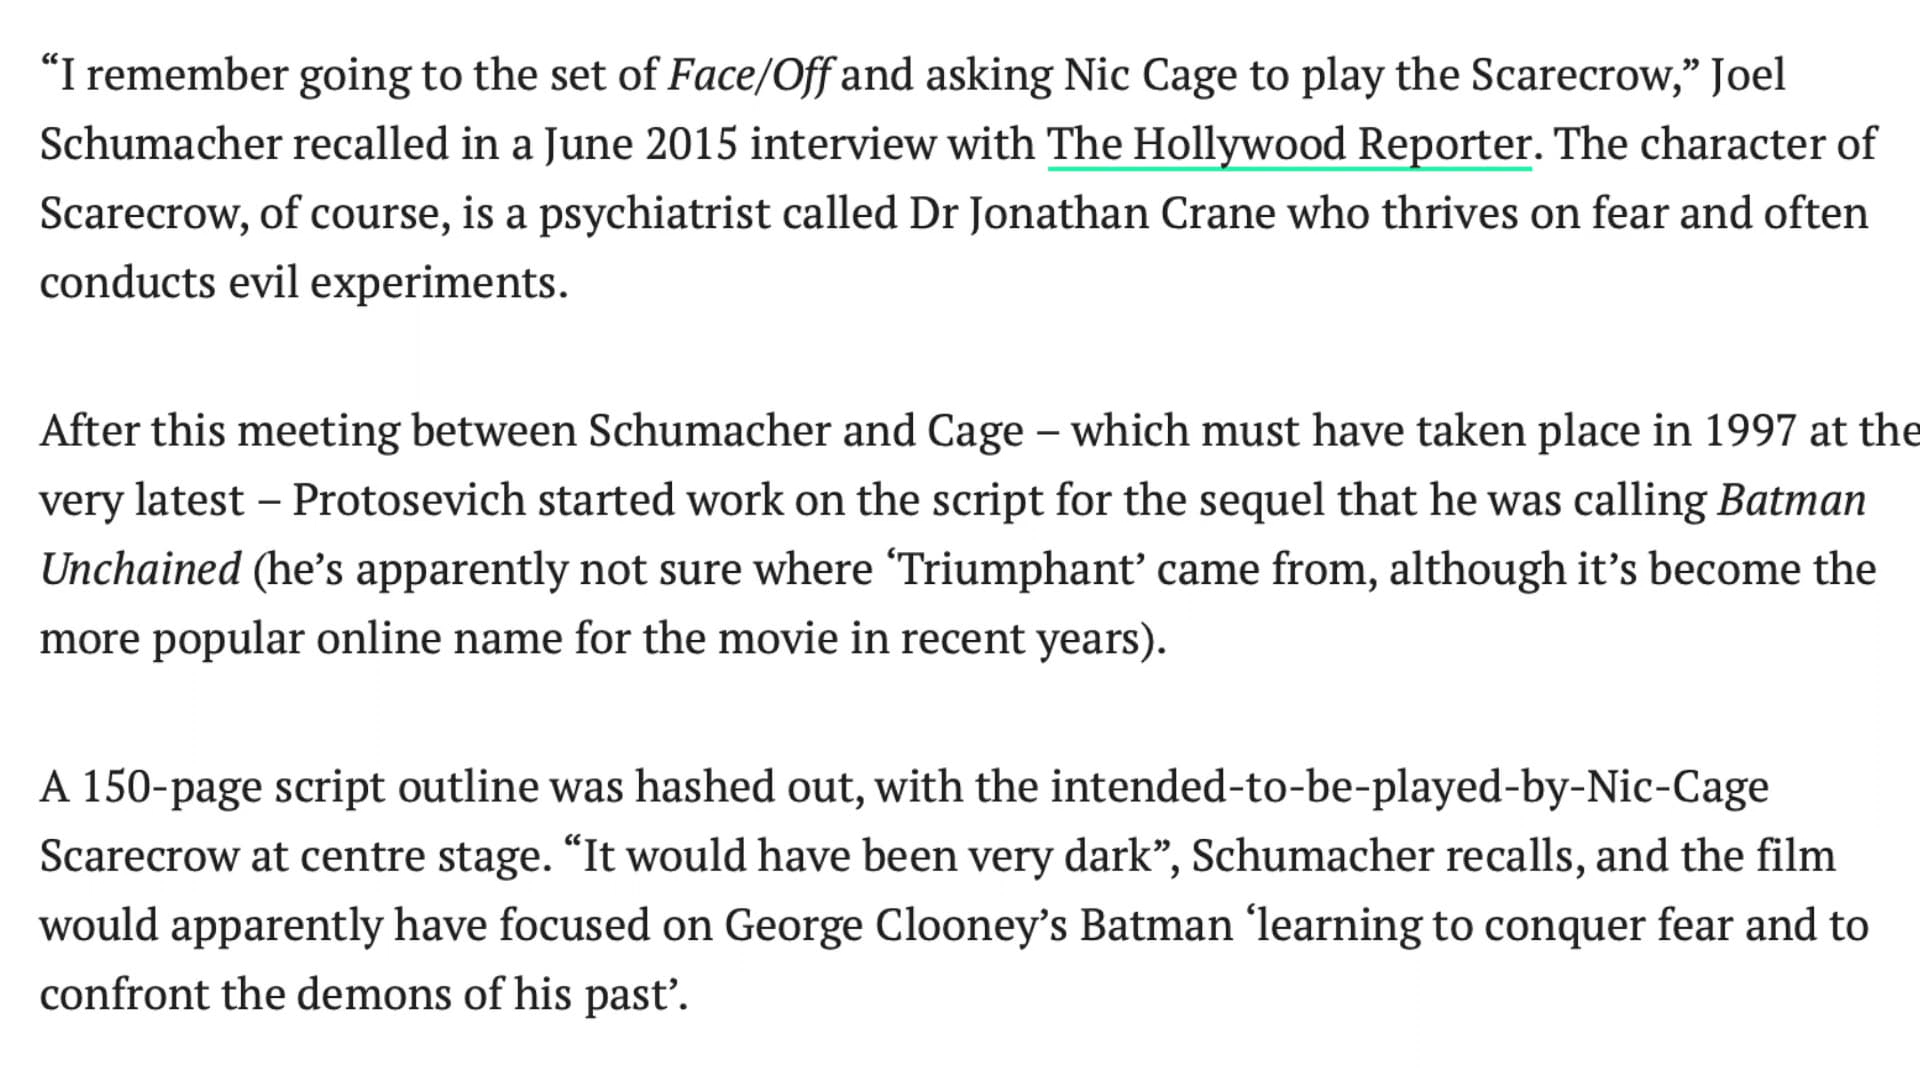 “I remember going to the set of Face/Off and asking Nic Cage to play the Scarecrow,” Joel
Schumacher recalled in a June 2015 interview with The Hollywood Reporter. The character of
Scarecrow, of course, is a psychiatrist called Dr Jonathan Crane who thrives on fear and often
conducts evil experiments.
After this meeting between Schumacher and Cage – which must have taken place in 1997 at the
very latest – Protosevich started work on the script for the sequel that he was calling Batman
Unchained (he’s apparently not sure where ‘Triumphant’ came from, although it’s become the
more popular online name for the movie in recent years).
A 150-page script outline was hashed out, with the intended-to-be-played-by-Nic-Cage
Scarecrow at centre stage. “It would have been very dark”, Schumacher recalls, and the film
would apparently have focused on George Clooney’s Batman ‘learning to conquer fear and to
confront the demons of his past’.